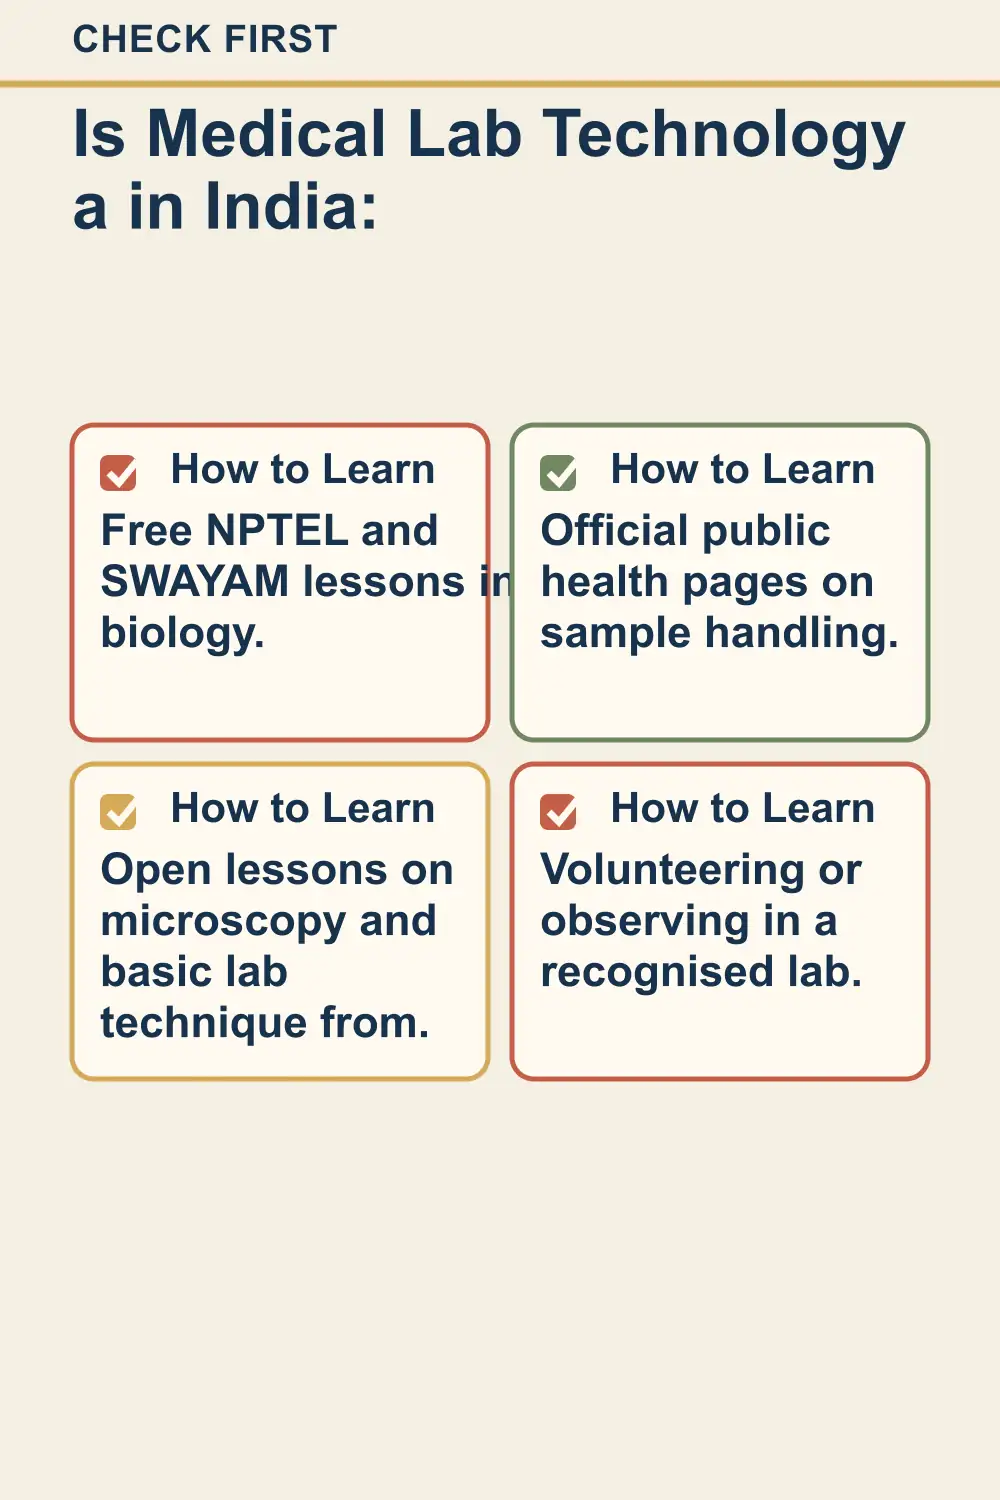 CHECK FIRST
Is Medical Lab Technology
a in India:
How to Learn
Free NPTEL and
SWAYAM lessons in
biology.
How to Learn
Official public
health pages on
sample handling.
How to Learn
Open lessons on
microscopy and
basic lab
technique from.
How to Learn
Volunteering or
observing in a
recognised lab.